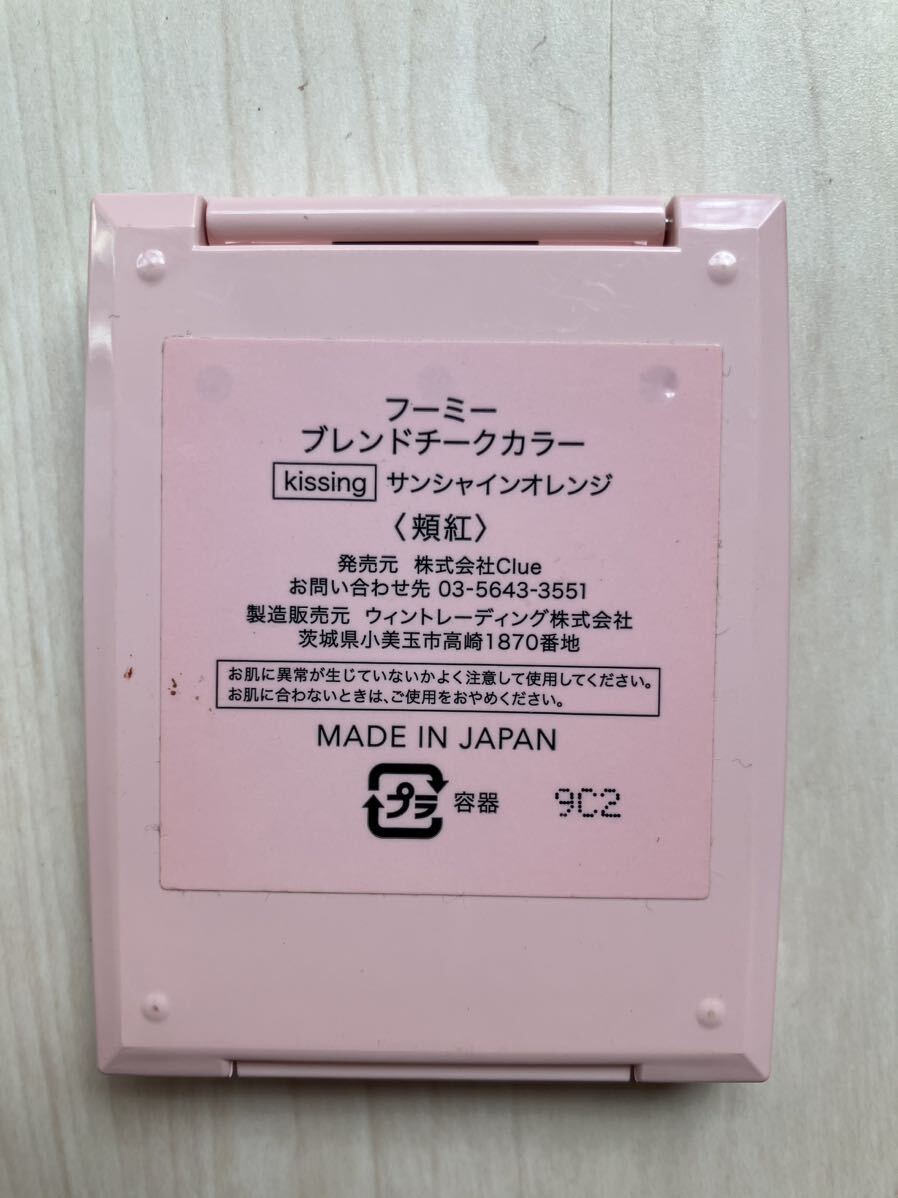 フーミー
ブレンドチークカラー
kissing サンシャインオレンジ
〈頬紅〉
発売元 株式会社Clue
お問い合わせ先 03-5643-3551
製造販売元 ウィントレーディング株式会社
茨城県小美玉市高崎1870番地
お肌に異常が生じていないかよく注意して使用してください。
お肌に合わないときは、ご使用をおやめください。
MADE IN JAPAN
プラ 容器 9C2